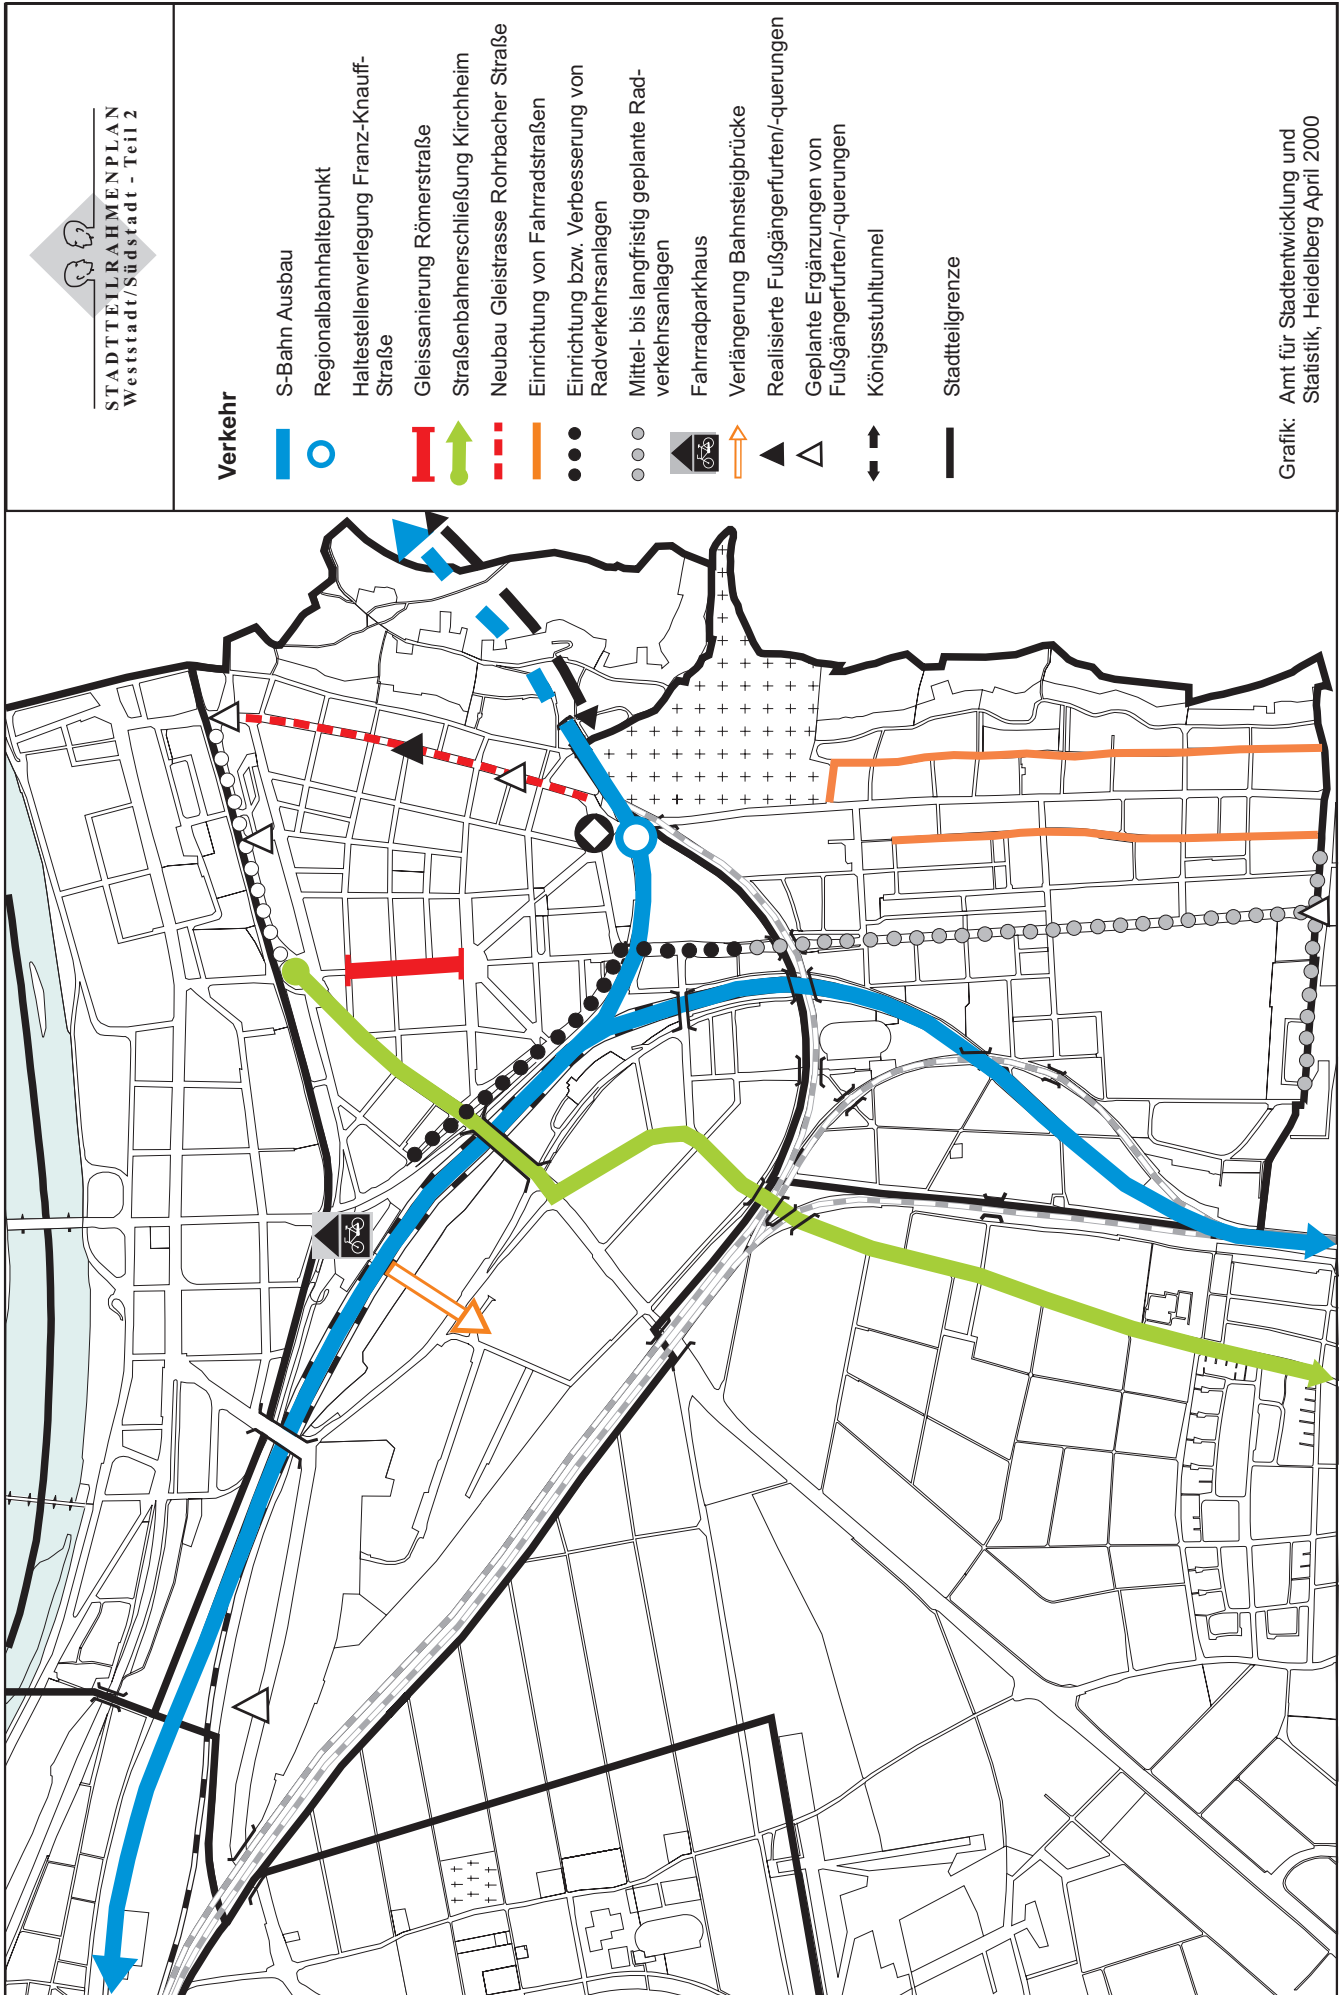 STADTTEILRAHMENPLAN
Weststadt/Südstadt - Teil 2
Verkehr
S-Bahn Ausbau
Regionalbahnhaltepunkt
Haltestellenverlegung Franz-Knauff-
Straße
Gleissanierung Römerstraße
Straßenbahnerschließung Kirchheim
Neubau Gleistrasse Rohrbacher Straße
Einrichtung von Fahrradstraßen
Einrichtung bzw. Verbesserung von
Radverkehrsanlagen
Mittel- bis langfristig geplante Rad-
verkehrsanlagen
Fahrradparkhaus
Verlängerung Bahnsteigbrücke
Realisierte Fußgängerfurten/-querungen
Geplante Ergänzungen von
Fußgängerfurten/-querungen
Königsstuhltunnel
Stadtteilgrenze
Grafik: Amt für Stadtentwicklung und
Statistik, Heidelberg April 2000